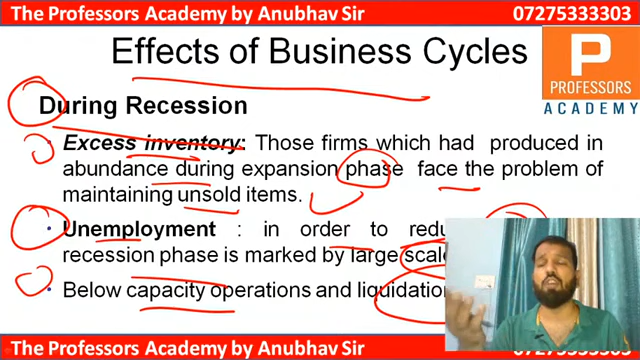 The Professors Academy by Anubhav Sir 07275333303
Effects of Business Cycles
P
PROFESSORS
ACADEMY
During Recession
• Excess inventory: Those firms which had produced in
abundance during expansion phase face the problem of
maintaining unsold items.
• Unemployment : in order to
recession phase is marked by large scale
• Below capacity operations and liquidation
The Professors Academy by Anubhav Sir